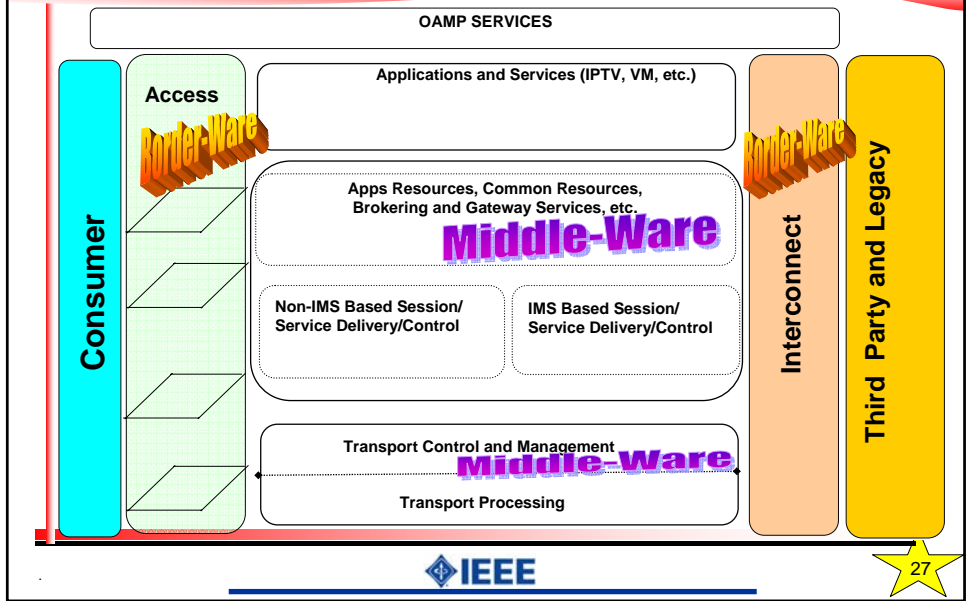 OAMP SERVICES
Consumer
Access
Border-Ware
Applications and Services (IPTV, VM, etc.)
Apps Resources, Common Resources,
Brokering and Gateway Services, etc.
Middle-Ware
Non-IMS Based Session/
Service Delivery/Control
IMS Based Session/
Service Delivery/Control
Transport Control and Management
Middle-Ware
Transport Processing
Border-Ware
Interconnect
Third Party and Legacy
.
IEEE
27